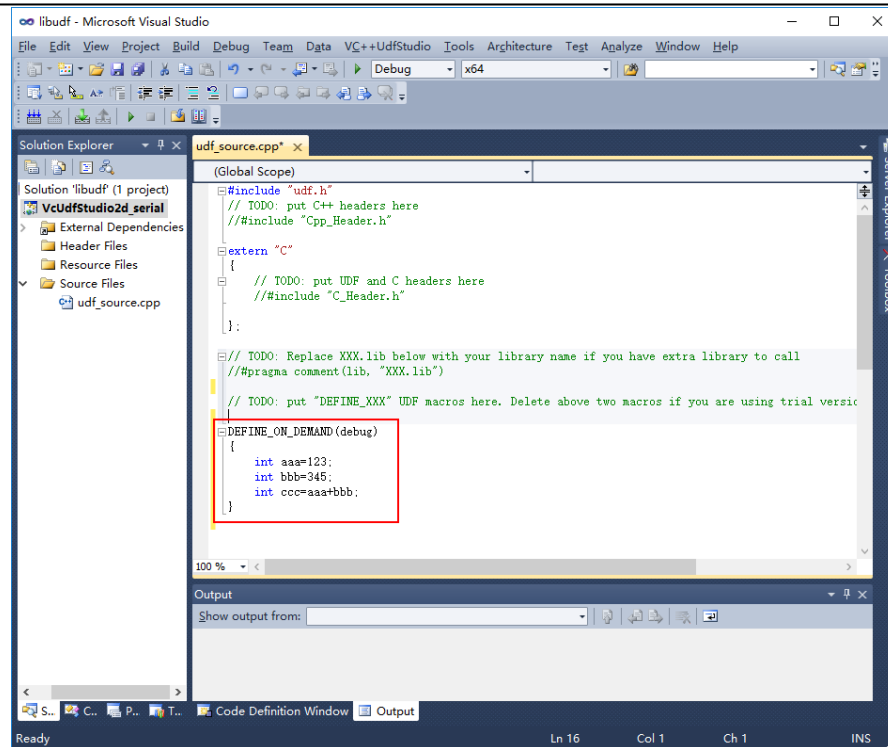 libudf - Microsoft Visual Studio
File Edit View Project Build Debug Team Data VC++UdfStudio Tools Architecture Test Analyze Window Help
Debug x64
Solution Explorer
udf_source.cpp*
(Global Scope)
Solution 'libudf' (1 project)
VcUdfStudio2d_serial
External Dependencies
Header Files
Resource Files
Source Files
udf_source.cpp
#include "udf.h"
// TODO: put C++ headers here
//#include "Cpp_Header.h"
extern "C"
{
// TODO: put UDF and C headers here
//#include "C_Header.h"
};
// TODO: Replace XXX.lib below with your library name if you have extra library to call
//#pragma comment(lib, "XXX.lib")
// TODO: put "DEFINE_XXX" UDF macros here. Delete above two macros if you are using trial versio
DEFINE_ON_DEMAND(debug)
{
int aaa=123;
int bbb=345;
int ccc=aaa+bbb;
}
100 %
Output
Show output from:
S... C... P... T...
Code Definition Window Output
Ready Ln 16 Col 1 Ch 1 INS
Server Explorer